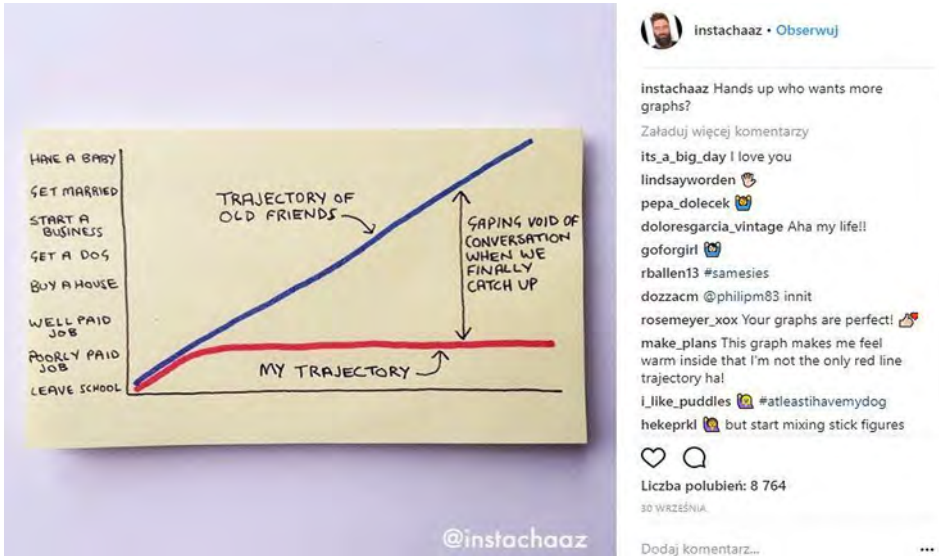 HAVE A BABY
GET MARRIED
START A
BUSINESS
GET A DOG
BUY A HOUSE
WELL PAID
JOB
POORLY PAID
JOB
LEAVE SCHOOL
TRAJECTORY OF
OLD FRIENDS
GAPING VOID OF
CONVERSATION
WHEN WE
FINALLY
CATCH UP
MY TRAJECTORY
@instachaaz
instachaaz • Obserwuj
instachaaz Hands up who wants more
graphs?
Załaduj więcej komentarzy
its_a_big_day I love you
lindsayworden 👋
pepa_dolecek 🙆
doloresgarcia_vintage Aha my life!!
goforgirl 🙆
rballen13 #samesies
dozzacm @philipm83 innit
rosemeyer_xox Your graphs are perfect! 👍
make_plans This graph makes me feel
warm inside that I'm not the only red line
trajectory ha!
i_like_puddles 🙋 #atleastihavemydog
hekeprkl 🙋 but start mixing stick figures
Liczba polubień: 8 764
30 WRZEŚNIA
Dodaj komentarz...